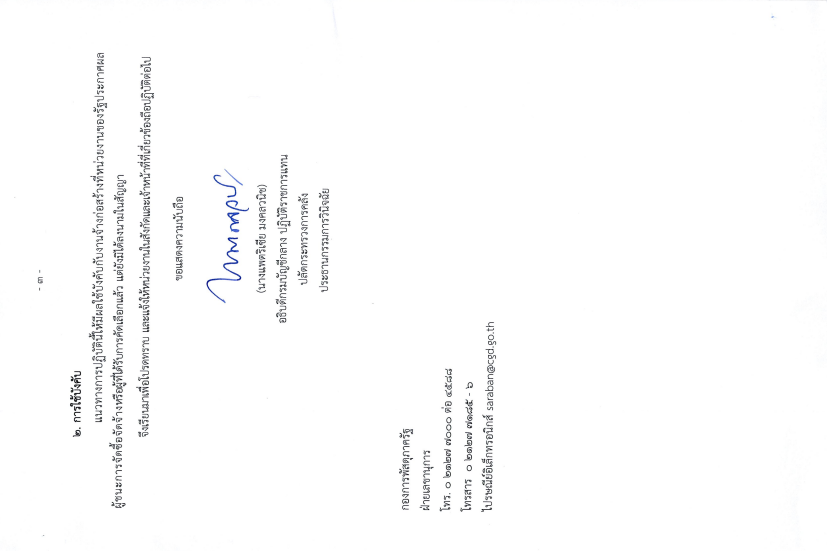 - ๓ -
๒. การใช้บังคับ
แนวทางการปฏิบัตินี้ให้มีผลใช้บังคับกับงานจ้างก่อสร้างที่หน่วยงานของรัฐประกาศผล
ผู้ชนะการจัดซื้อจัดจ้างหรือผู้ที่ได้รับการคัดเลือกแล้ว แต่ยังมิได้ลงนามในสัญญา
จึงเรียนมาเพื่อโปรดทราบ และแจ้งให้หน่วยงานในสังกัดและเจ้าหน้าที่ที่เกี่ยวข้องถือปฏิบัติต่อไป
ขอแสดงความนับถือ
(นางแพตริเซีย มงคลวนิช)
อธิบดีกรมบัญชีกลาง ปฏิบัติราชการแทน
ปลัดกระทรวงการคลัง
ประธานกรรมการวินิจฉัย
กองการพัสดุภาครัฐ
ฝ่ายเลขานุการ
โทร. ๐ ๒๑๒๗ ๗๐๐๐ ต่อ ๔๕๘๘
โทรสาร ๐ ๒๑๒๗ ๗๑๘๕ - ๖
ไปรษณีย์อิเล็กทรอนิกส์ saraban@cgd.go.th